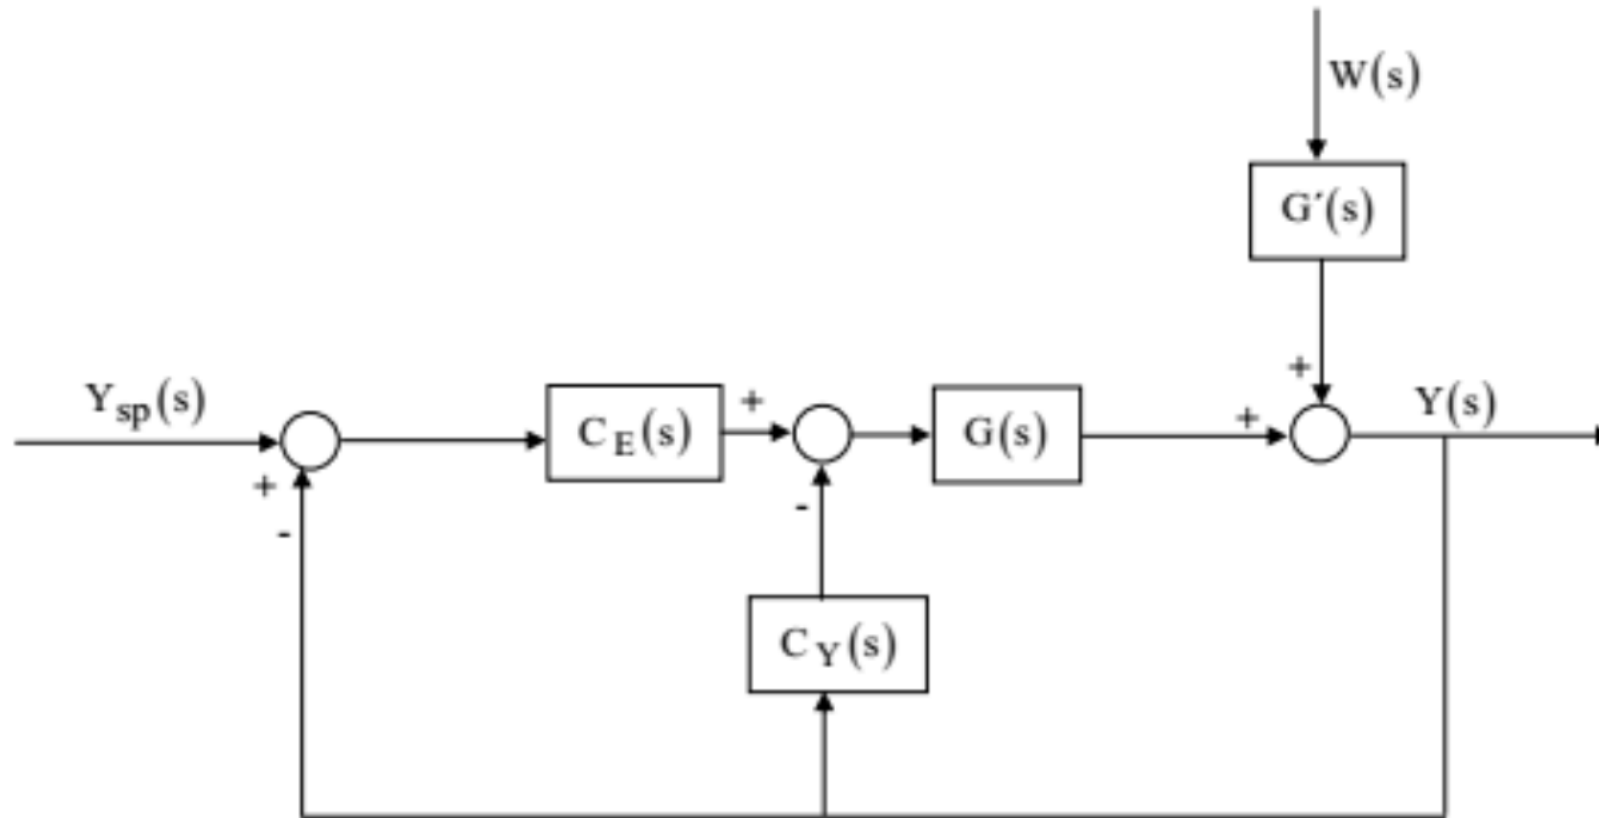 W(s)
G´(s)
+
Y_sp(s)
C_E(s)
+
G(s)
+
Y(s)
+
-
-
C_Y(s)